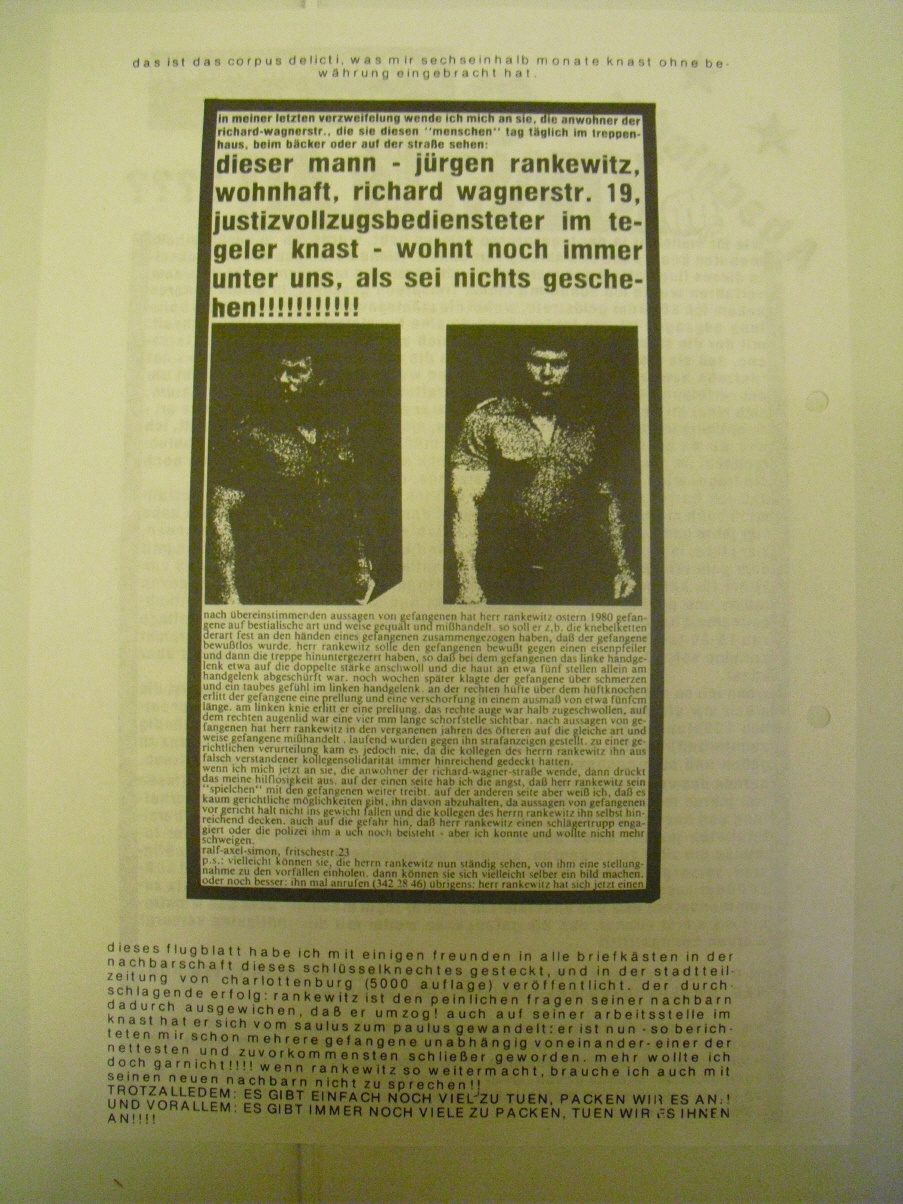 das ist das corpus delicti, was mir sechseinhalb monate knast ohne be-
währung eingebracht hat.
in meiner letzten verzweifelung wende ich mich an sie, die anwohner der
richard-wagnerstr., die sie diesen "menschen" tag täglich im treppen-
haus, beim bäcker oder auf der straße sehen:
dieser mann - jürgen rankewitz,
wohnhaft, richard wagnerstr. 19,
justizvollzugsbediensteter im te-
geler knast - wohnt noch immer
unter uns, als sei nichts gesche-
hen!!!!!!!!!!!
nach übereinstimmenden aussagen von gefangenen hat herr rankewitz ostern 1980 gefan-
gene auf bestialische art und weise gequält und mißhandelt. so soll er z.b. die knebelketten
derart fest an den händen eines gefangenen zusammengezogen haben, daß der gefangene
bewußtlos wurde. herr rankewitz solle den gefangenen bewußt gegen einen eisenpfeiler
und dann die treppe hinuntergezerrt haben, so daß bei dem gefangenen das linke handge-
lenk etwa auf die doppelte stärke anschwoll und die haut an etwa fünf stellen allein am
handgelenk abgeschürft war. noch wochen später klagte der gefangene über schmerzen
und ein taubes gefühl im linken handgelenk. an der rechten hüfte über dem hüftknochen
erlitt der gefangene eine prellung und eine verschorfung in einem ausmaß von etwa fünfcm
länge. am linken knie erlitt er eine prellung. das rechte auge war halb zugeschwollen, auf
dem rechten augenlid war eine vier mm lange schorfstelle sichtbar. nach aussagen von ge-
fangenen hat herr rankewitz in den verganenen jahren des öfteren auf die gleiche art und
weise gefangene mißhandelt . laufend wurden gegen ihn strafanzeigen gestellt. zu einer ge-
richtlichen verurteilung kam es jedoch nie, da die kollegen des herrn rankewitz ihn aus
falsch verstandener kollegensolidarität immer hinreichend gedeckt hatten.
wenn ich mich jetzt an sie, die anwohner der richard-wagner-straße wende, dann drückt
das meine hilflosigkeit aus. auf der einen seite hab ich die angst, daß herr rankewitz sein
"spielchen" mit den gefangenen weiter treibt. auf der anderen seite aber weiß ich, daß es
kaum gerichtliche möglichkeiten gibt, ihn davon abzuhalten, da aussagen von gefangenen
vor gericht halt nicht ins gewicht fallen und die kollegen des herrn rankewitz ihn selbst hin-
reichend decken. auch auf die gefahr hin, daß herr rankewitz einen schlägertrupp enga-
giert oder die polizei ihm a uch noch beisteht - aber ich konnte und wollte nicht mehr
schweigen.
ralf-axel-simon, fritschestr.23
p.s.: vielleicht können sie, die herrn rankewitz nun ständig sehen, von ihm eine stellung-
nahme zu den vorfällen einholen. dann können sie sich vielleicht selber ein bild machen.
oder noch besser: ihn mal anrufen (342 28 46) übrigens: herr rankewitz hat sich jetzt einen
dieses flugblatt habe ich mit einigen freunden in alle briefkästen in der
nachbarschaft dieses schlüsselknechtes gesteckt, und in der stadtteil-
zeitung von charlottenburg (5000 auflage) veröffentlicht. der durch-
schlagende erfolg: rankewitz ist den peinlichen fragen seiner nachbarn
dadurch ausgewichen, daß er umzog! auch auf seiner arbeitsstelle im
knast hat er sich vom saulus zum paulus gewandelt: er ist nun - so berich-
teten mir schon mehrere gefangene unabhängig voneinander - einer der
nettesten und zuvorkommensten schließer geworden. mehr wollte ich
doch garnicht!!!! wenn rankewitz so weitermacht, brauche ich auch mit
seinen neuen nachbarn nicht zu sprechen!!
TROTZALLEDEM: ES GIBT EINFACH NOCH VIEL ZU TUEN, PACKEN WIR ES AN.!
UND VORALLEM: ES GIBT IMMER NOCH VIELE ZU PACKEN, TUEN WIR ES IHNEN
AN!!!!